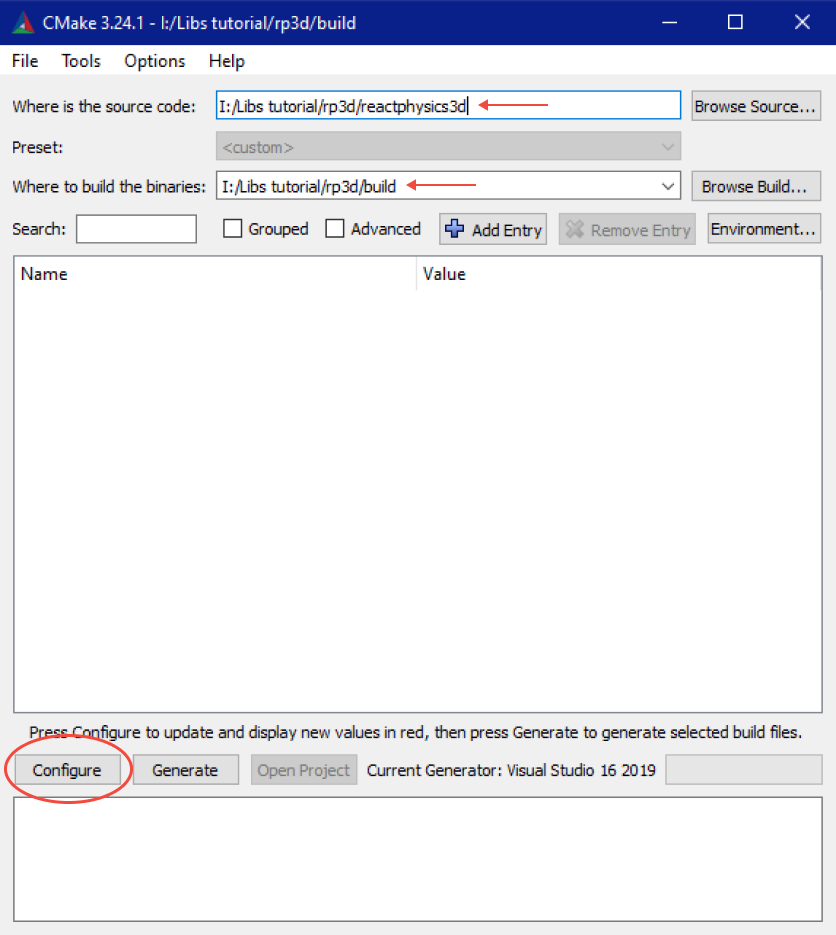 CMake 3.24.1 - I:/Libs tutorial/rp3d/build
File Tools Options Help
Where is the source code: I:/Libs tutorial/rp3d/reactphysics3d Browse Source...
Preset: <custom>
Where to build the binaries: I:/Libs tutorial/rp3d/build Browse Build...
Search: Grouped Advanced Add Entry Remove Entry Environment...
Name Value
Press Configure to update and display new values in red, then press Generate to generate selected build files.
Configure Generate Open Project Current Generator: Visual Studio 16 2019